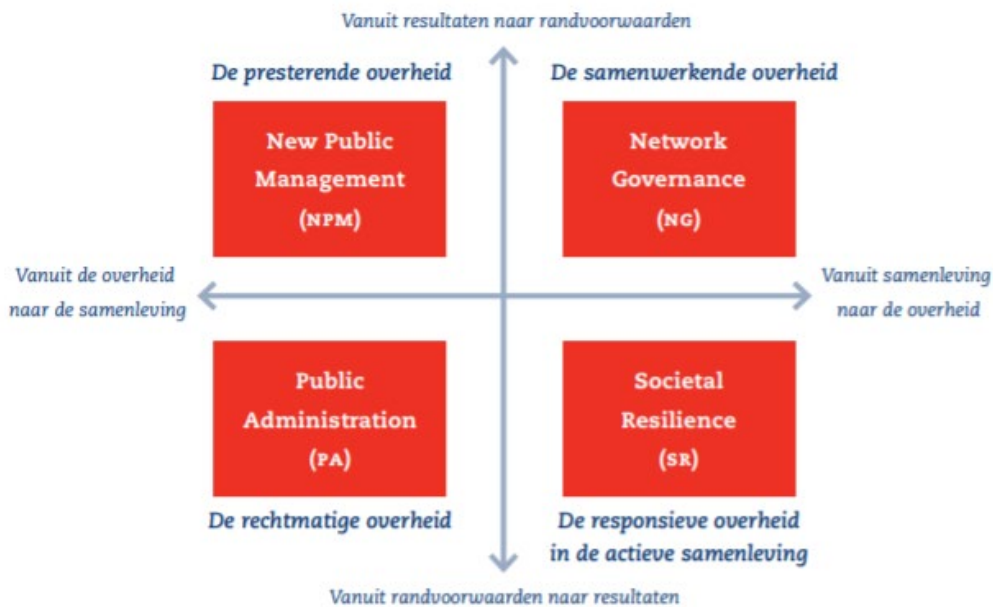 Vanuit resultaten naar randvoorwaarden
De presterende overheid
De samenwerkende overheid
New Public
Management
(NPM)
Network
Governance
(NG)
Vanuit de overheid
naar de samenleving
Vanuit samenleving
naar de overheid
Public
Administration
(PA)
Societal
Resilience
(SR)
De rechtmatige overheid
De responsieve overheid
in de actieve samenleving
Vanuit randvoorwaarden naar resultaten